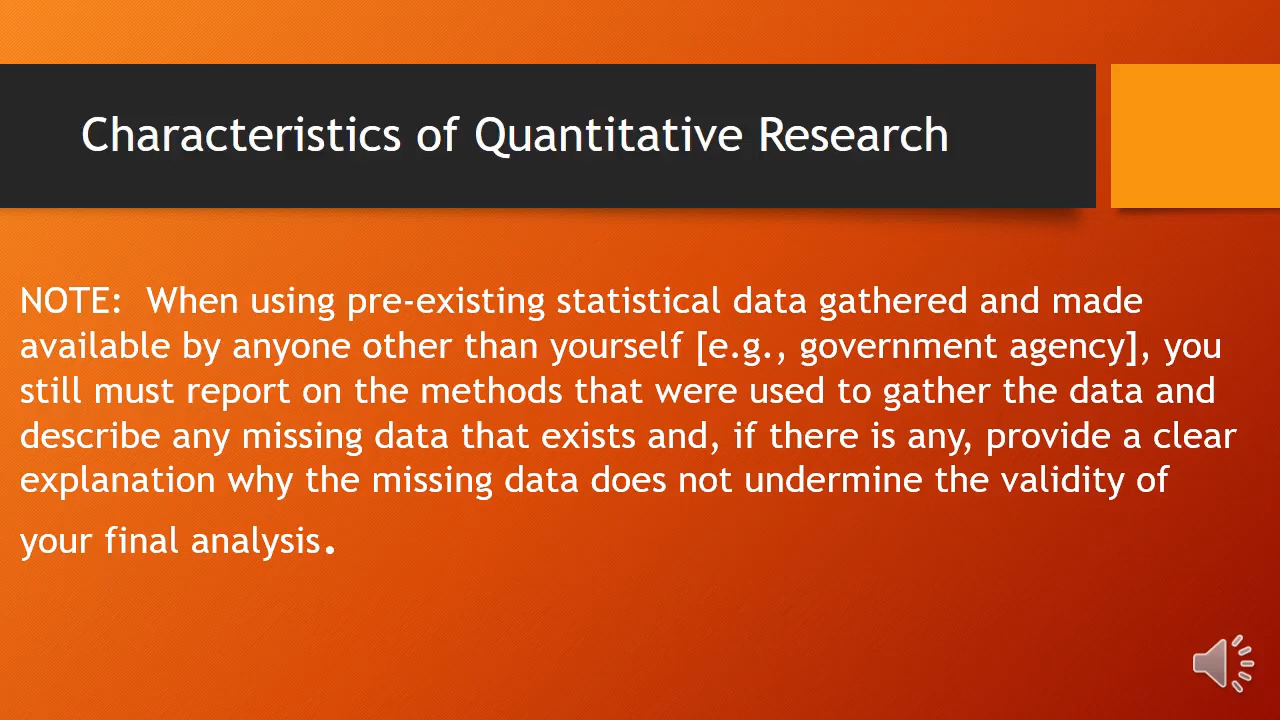 Characteristics of Quantitative Research
NOTE:  When using pre-existing statistical data gathered and made
available by anyone other than yourself [e.g., government agency], you
still must report on the methods that were used to gather the data and
describe any missing data that exists and, if there is any, provide a clear
explanation why the missing data does not undermine the validity of
your final analysis.